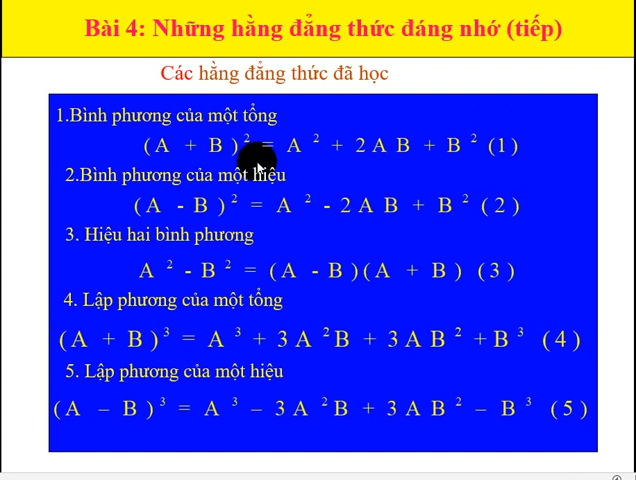 Bài 4: Những hằng đẳng thức đáng nhớ (tiếp)
Các hằng đẳng thức đã học
1.Bình phương của một tổng
(A + B)² = A² + 2AB + B² (1)
2.Bình phương của một hiệu
(A - B)² = A² - 2AB + B² (2)
3. Hiệu hai bình phương
A² - B² = (A - B)(A + B) (3)
4. Lập phương của một tổng
(A + B)³ = A³ + 3A²B + 3AB² + B³ (4)
5. Lập phương của một hiệu
(A – B)³ = A³ – 3A²B + 3AB² – B³ (5)